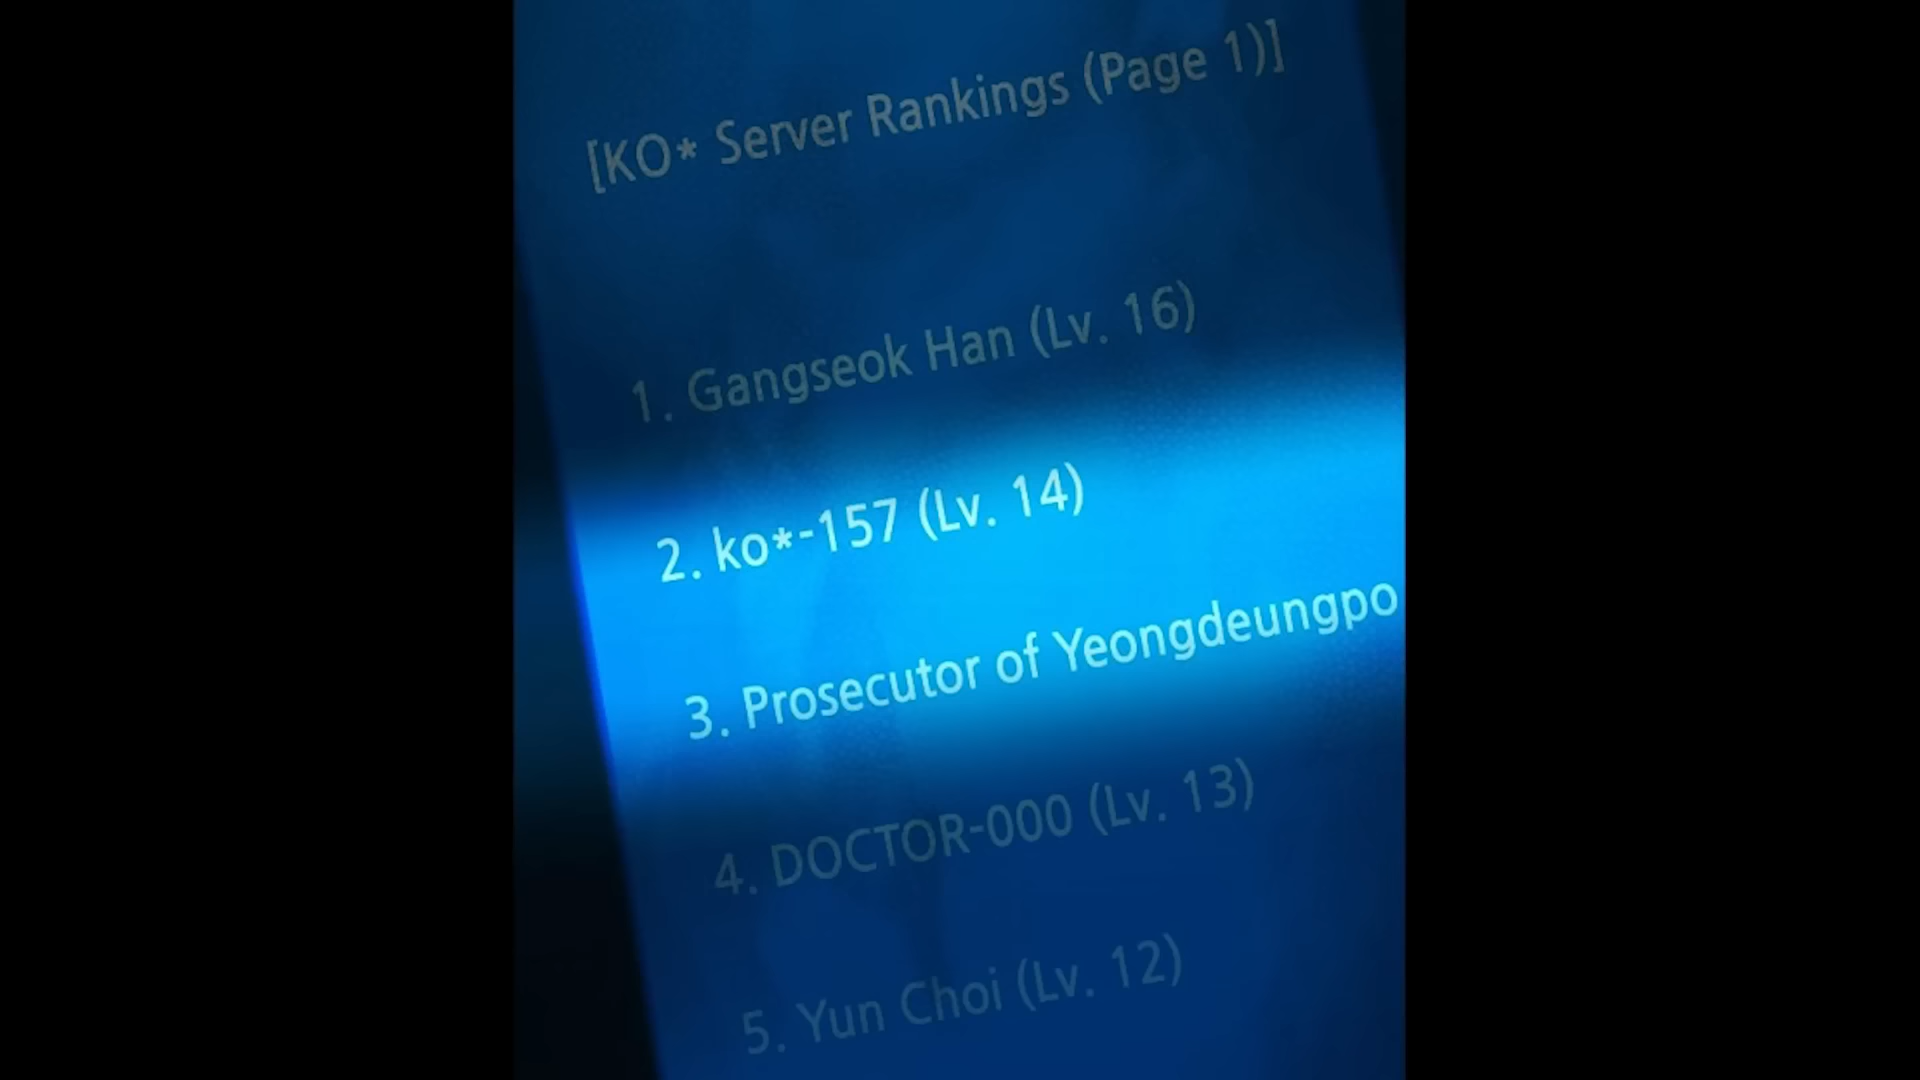 [KO* Server Rankings (Page 1)]
1. Gangseok Han (Lv. 16)
2. ko*-157 (Lv. 14)
3. Prosecutor of Yeongdeungpo
4. DOCTOR-000 (Lv. 13)
5. Yun Choi (Lv. 12)